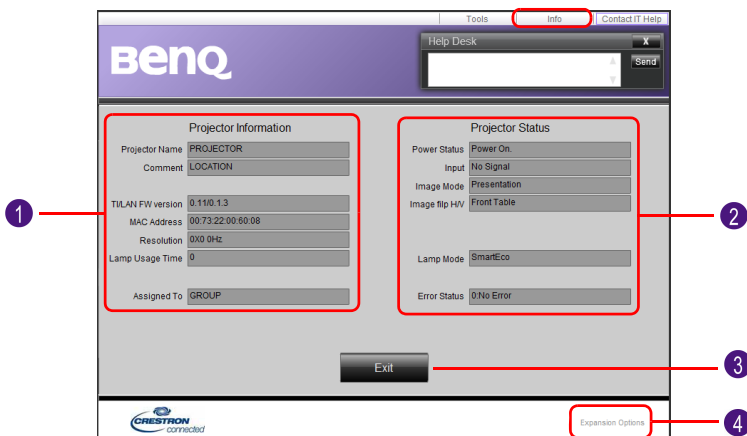 Tools Info Contact IT Help
BenQ
Help Desk X
Send
Projector Information
Projector Name PROJECTOR
Comment LOCATION
TI/LAN FW version 0.11/0.1.3
MAC Address 00:73:22:00:60:08
Resolution 0X0 0Hz
Lamp Usage Time 0
Assigned To GROUP
1
Projector Status
Power Status Power On.
Input No Signal
Image Mode Presentation
Image filp H/V Front Table
Lamp Mode SmartEco
Error Status 0:No Error
2
Exit
3
CRESTRON
connected
Expansion Options
4